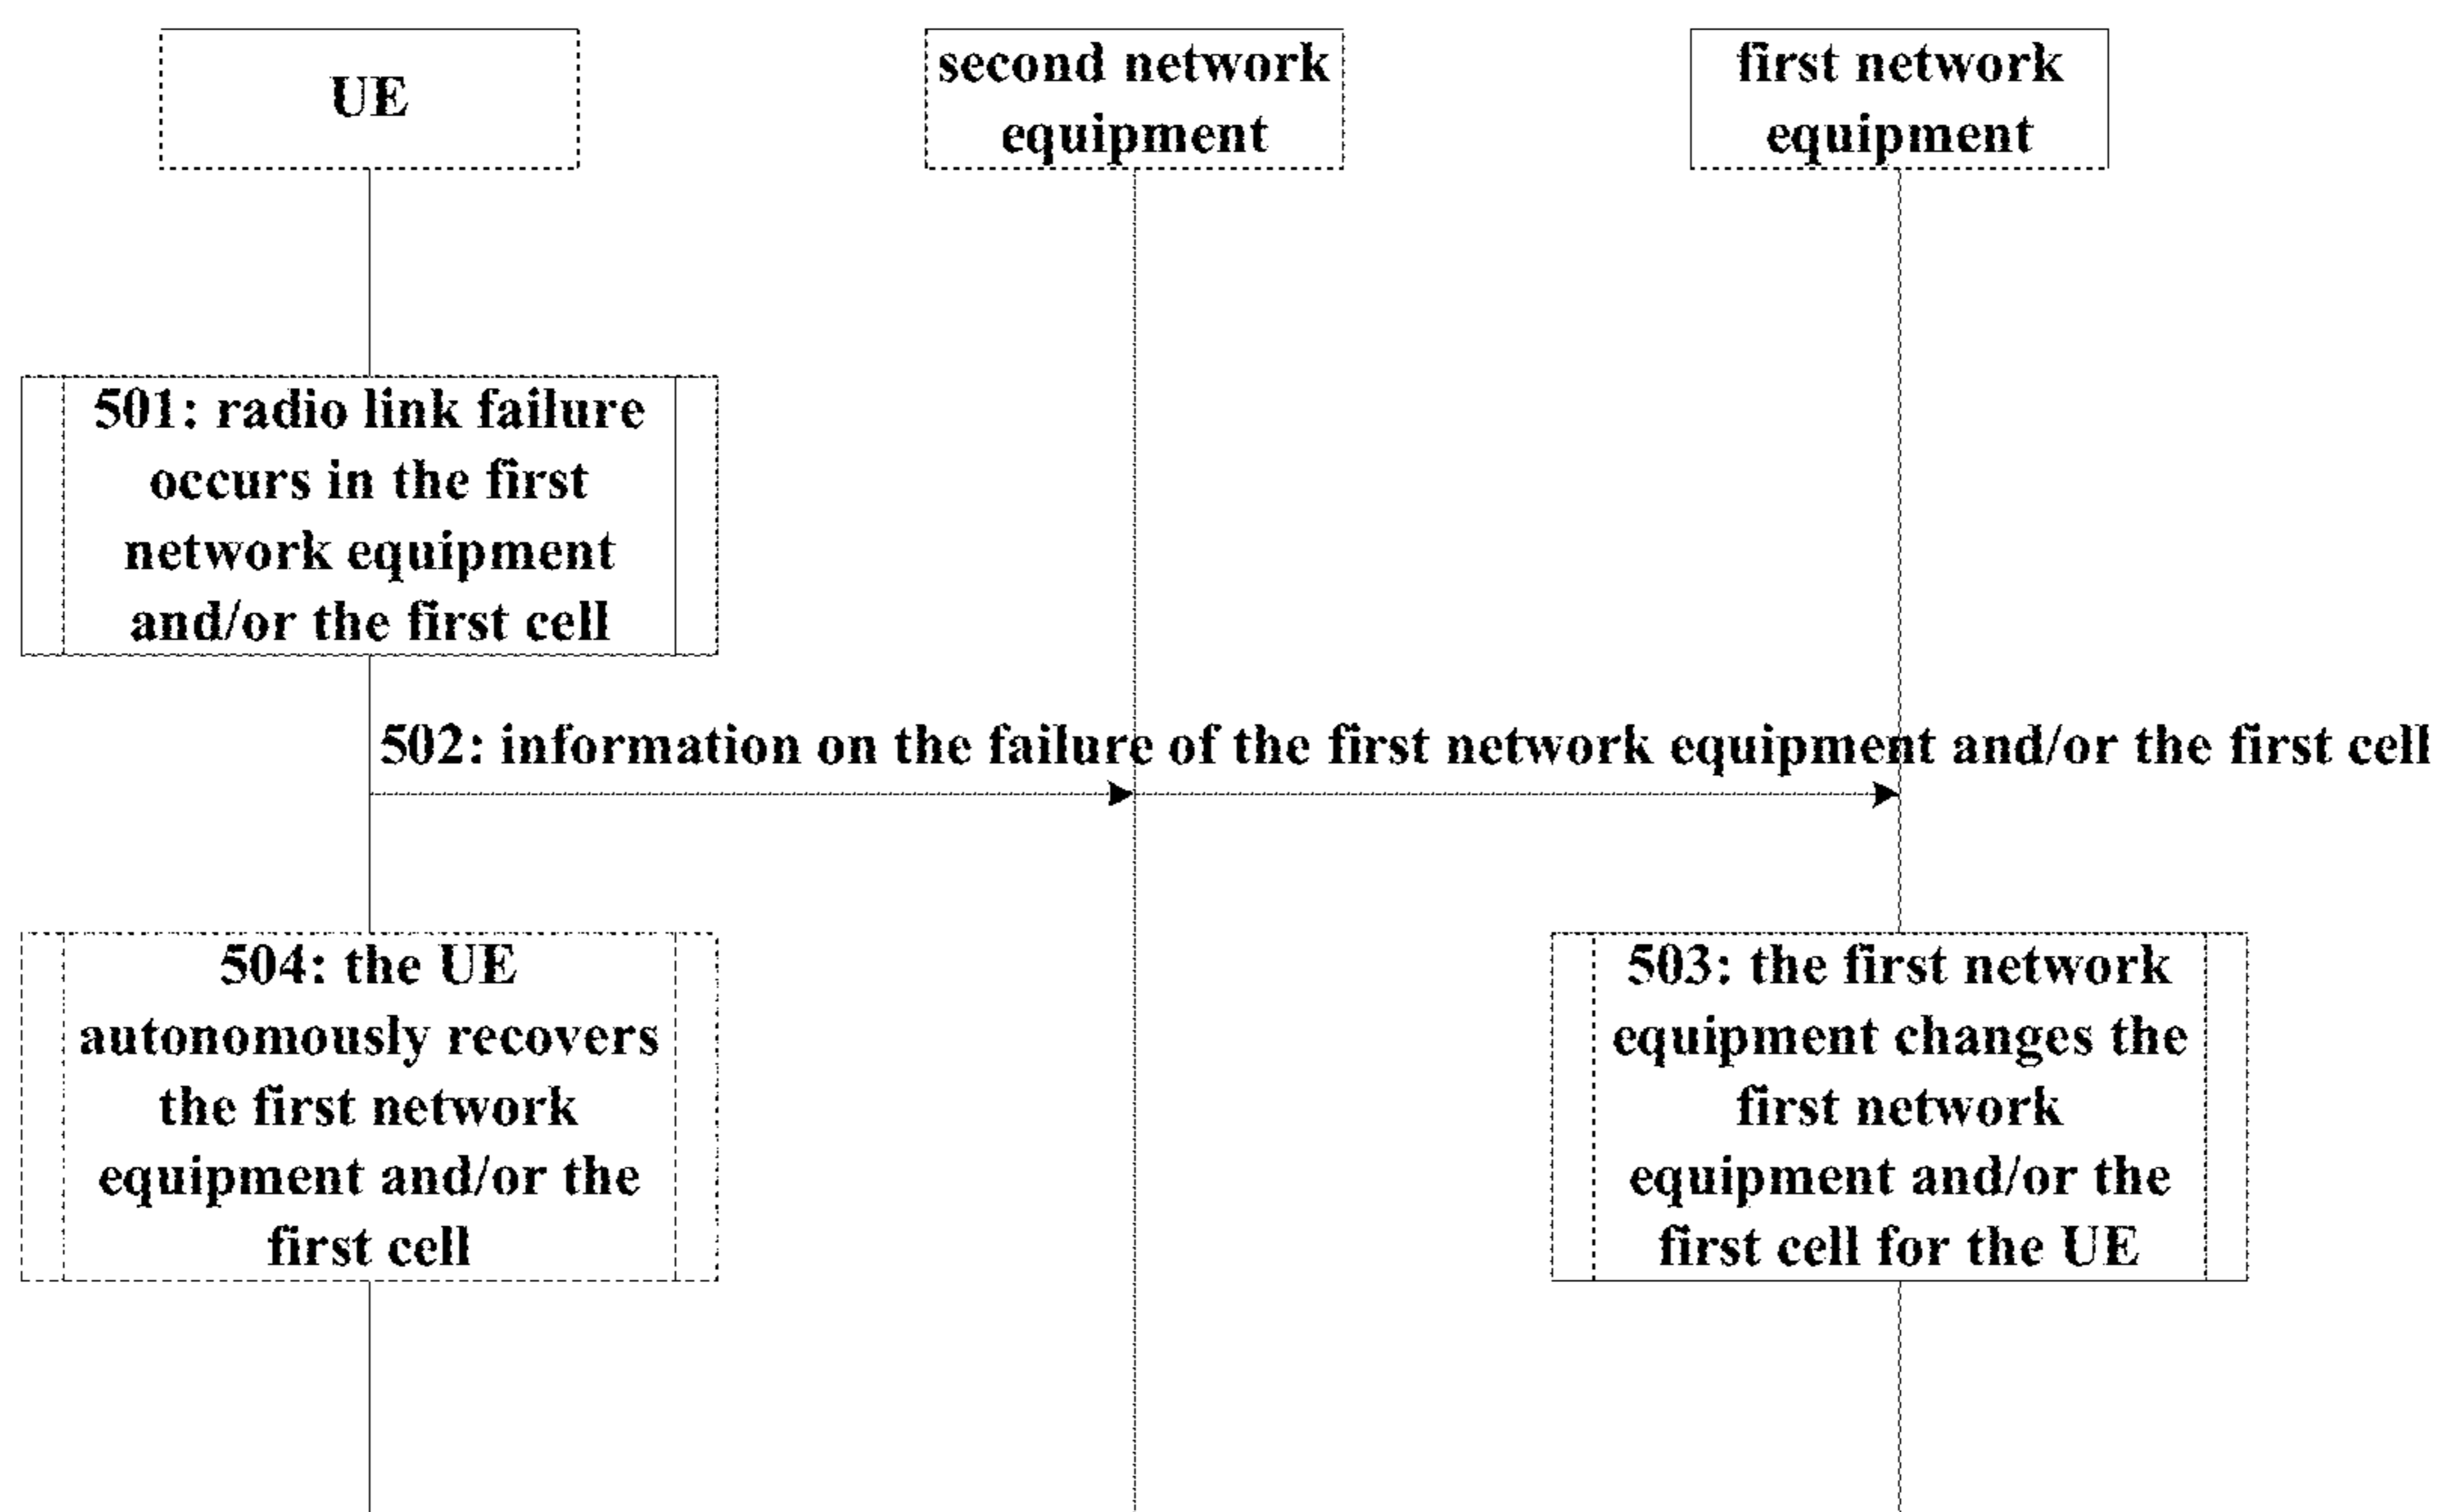 UE
second network
equipment
first network
equipment
501: radio link failure
occurs in the first
network equipment
and/or the first cell
502: information on the failure of the first network equipment and/or the first cell
504: the UE
autonomously recovers
the first network
equipment and/or the
first cell
503: the first network
equipment changes the
first network
equipment and/or the
first cell for the UE